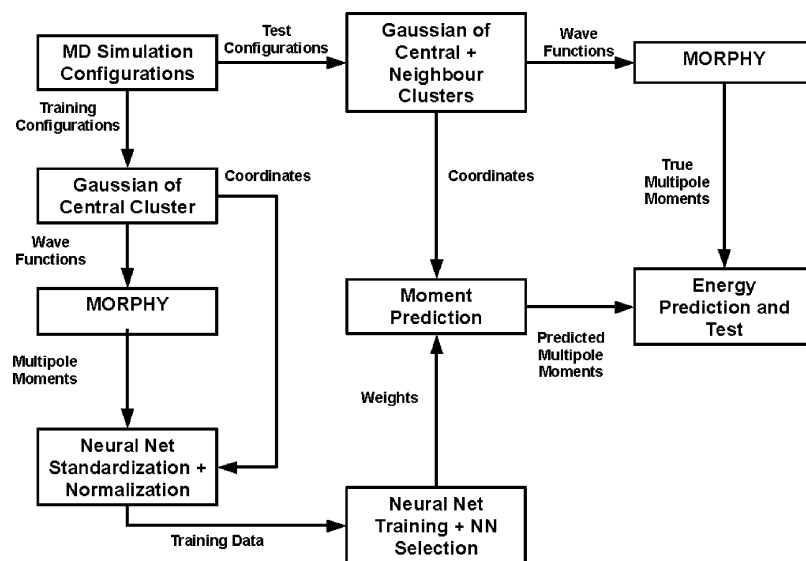 MD Simulation
Configurations
Test
Configurations
Gaussian of
Central +
Neighbour
Clusters
Wave
Functions
MORPHY
Training
Configurations
Gaussian of
Central Cluster
Coordinates
Coordinates
True
Multipole
Moments
Wave
Functions
MORPHY
Moment
Prediction
Energy
Prediction and
Test
Multipole
Moments
Predicted
Multipole
Moments
Weights
Neural Net
Standardization +
Normalization
Training Data
Neural Net
Training + NN
Selection